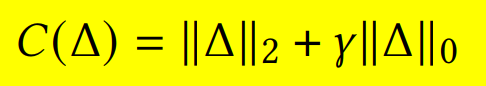 C(Δ) = ‖Δ‖₂ + γ‖Δ‖₀